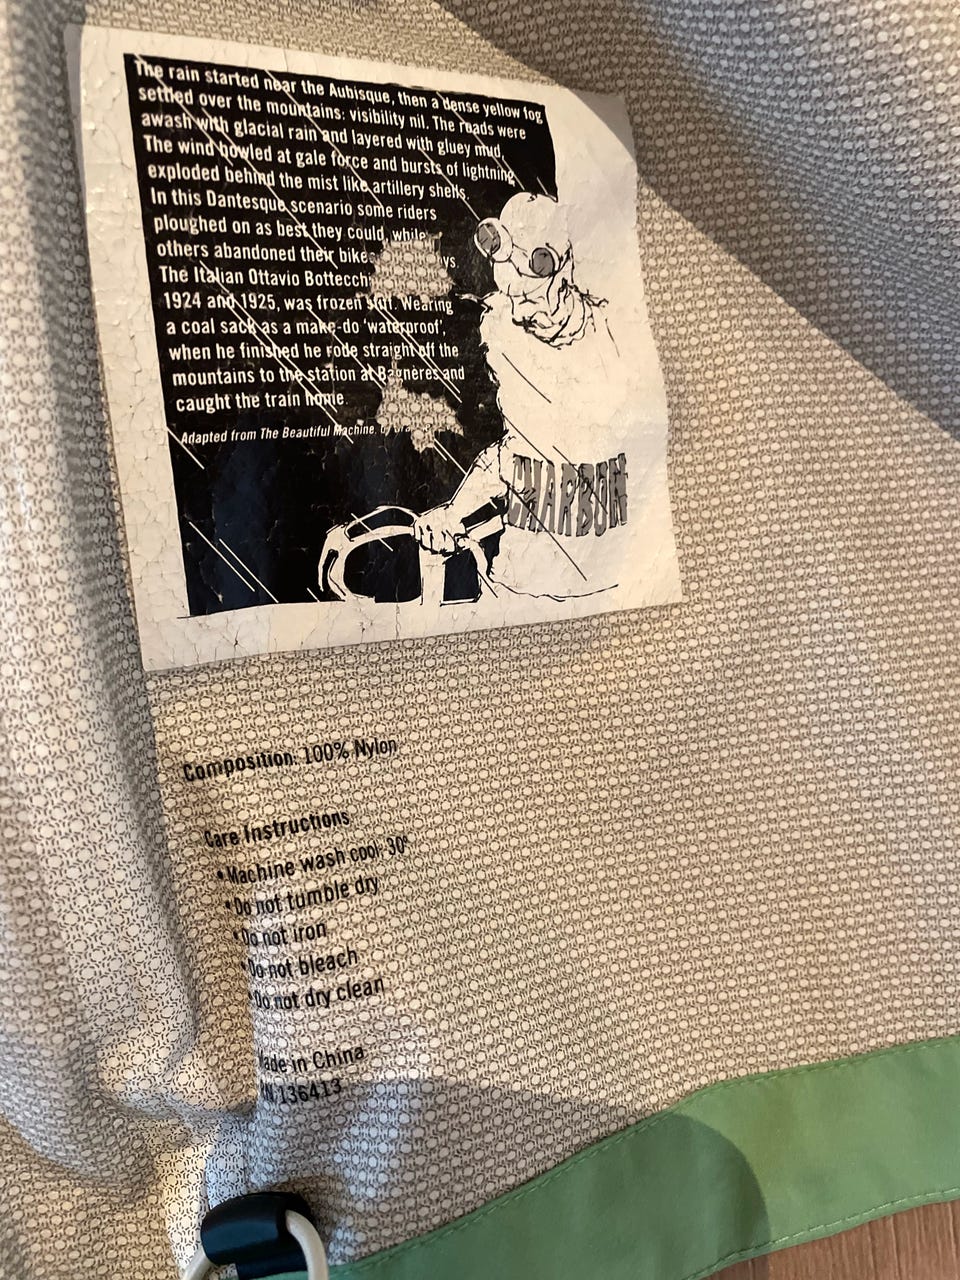 The rain started near the Aubisque, then a dense yellow fog
settled over the mountains: visibility nil. The roads were
awash with glacial rain and layered with gluey mud.
The wind howled at gale force and bursts of lightning
exploded behind the mist like artillery shells.
In this Dantesque scenario some riders
ploughed on as best they could, while
others abandoned their
The Italian Ottavio
1924 and 1925, was frozen stiff. Wearing
a coal sack as a make-do 'waterproof',
when he finished he rode straight off the
mountains to the station at Bagnères and
caught the train home.
Adapted from The Beautiful Machine, by
CHARBON
Composition: 100% Nylon
Care Instructions
•Machine wash cool; 30º
•Do not tumble dry
•Do not iron
•Do not bleach
•Do not dry clean
Made in China
RN 136413